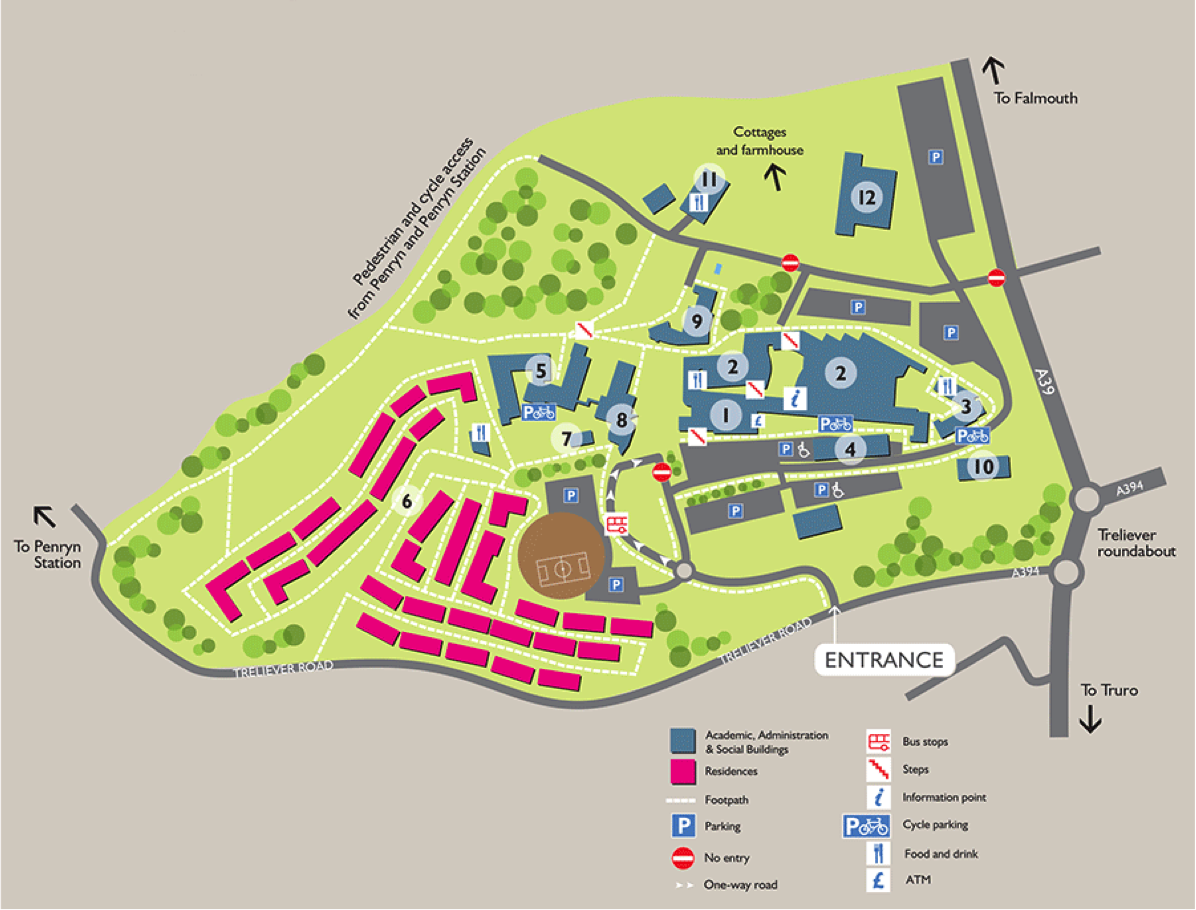 To Falmouth
Cottages
and farmhouse
Pedestrian and cycle access
from Penryn and Penryn Station
11
12
P
9
P
P
A39
5
2
2
i
3
P
8
1
£
P
7
P
4
10
6
P
P
P
A394
To Penryn
Station
Treliever
roundabout
A394
P
TRELIEVER ROAD
TRELIEVER ROAD
ENTRANCE
To Truro
Academic, Administration
& Social Buildings
Residences
Footpath
P Parking
No entry
One-way road
Bus stops
Steps
i Information point
P Cycle parking
Food and drink
£ ATM